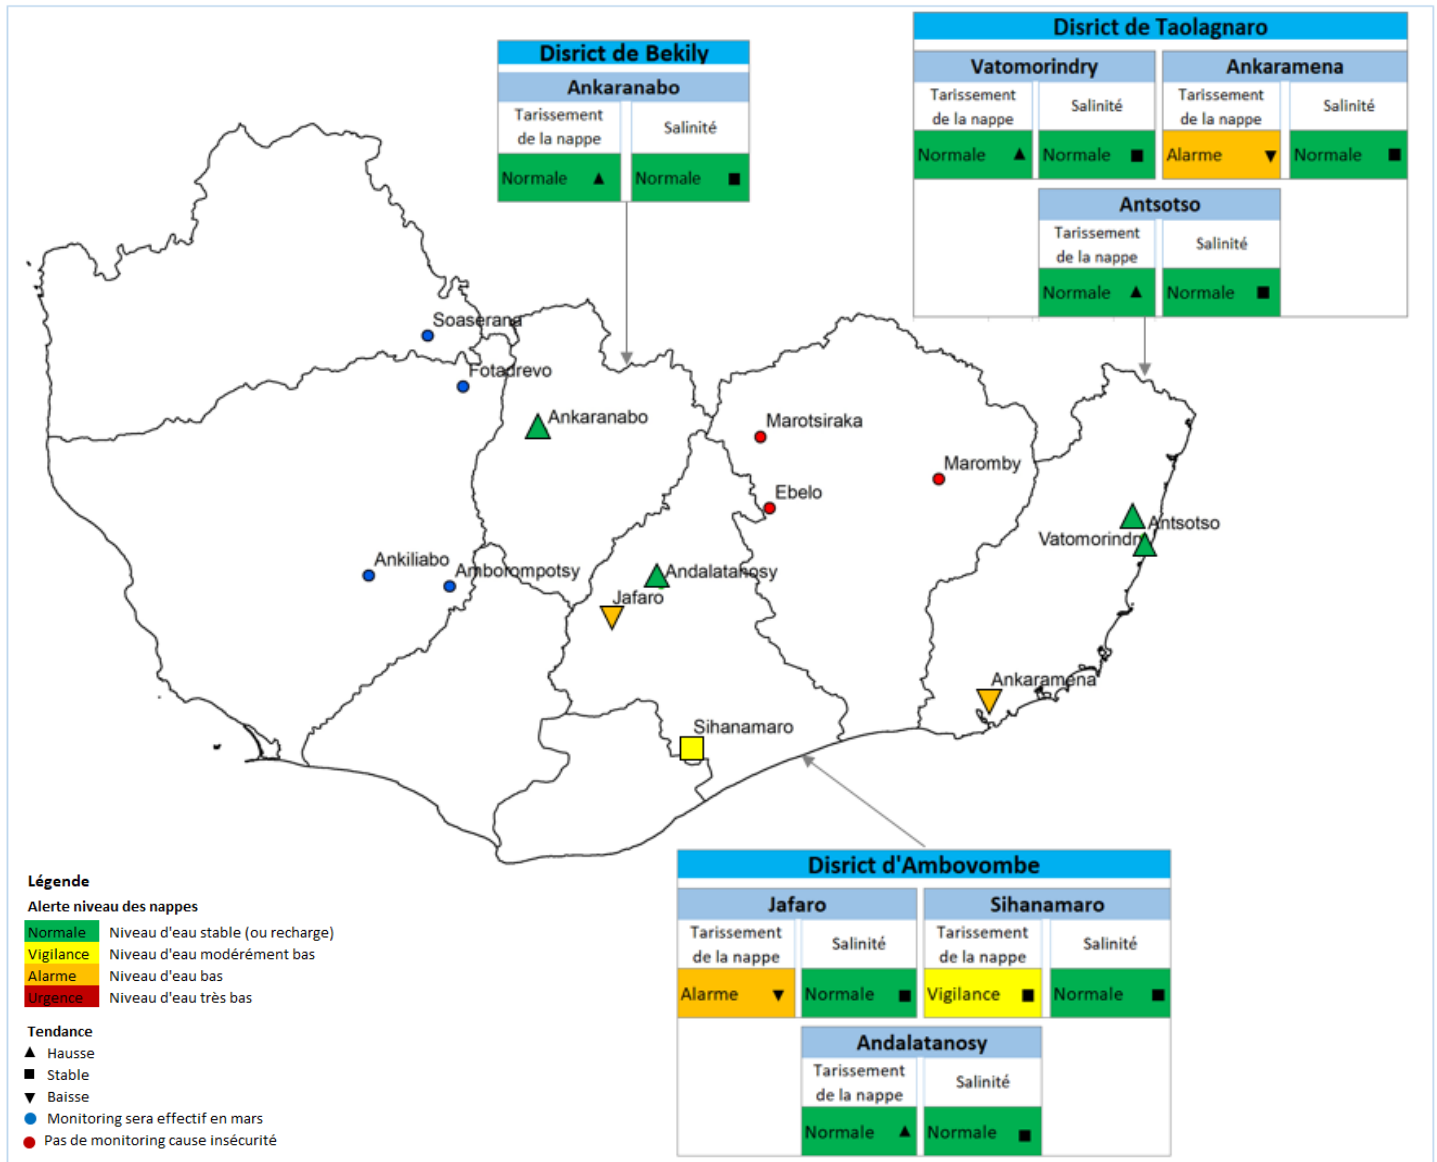 Disrict de Bekily
Ankaranabo
Tarissement
de la nappe
Salinité
Normale
Normale
Disrict de Taolagnaro
Vatomorindry
Ankaramena
Tarissement
de la nappe
Salinité
Tarissement
de la nappe
Salinité
Normale
Normale
Alarme
Normale
Antsotso
Tarissement
de la nappe
Salinité
Normale
Normale
Soaserana
Fotadrevo
Ankaranabo
Marotsiraka
Maromby
Ebelo
Antsotso
Vatomorindry
Ankiliabo
Amborompotsy
Andalatanosy
Jafaro
Ankaramena
Sihanamaro
Disrict d'Ambovombe
Jafaro
Sihanamaro
Tarissement
de la nappe
Salinité
Tarissement
de la nappe
Salinité
Alarme
Normale
Vigilance
Normale
Andalatanosy
Tarissement
de la nappe
Salinité
Normale
Normale
Légende
Alerte niveau des nappes
Normale Niveau d'eau stable (ou recharge)
Vigilance Niveau d'eau modérément bas
Alarme Niveau d'eau bas
Urgence Niveau d'eau très bas
Tendance
Hausse
Stable
Baisse
Monitoring sera effectif en mars
Pas de monitoring cause insécurité